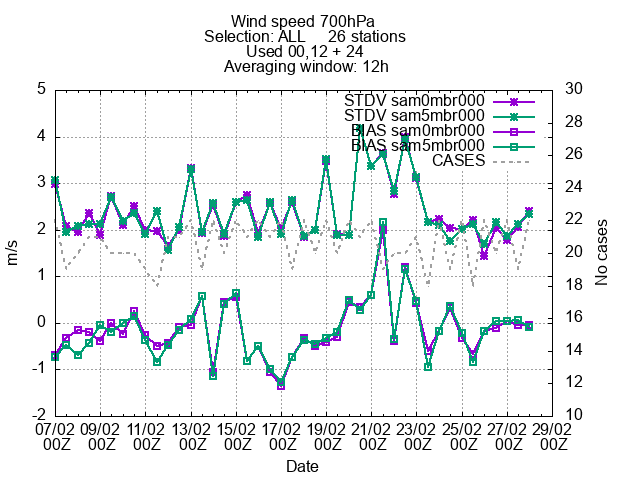 Wind speed 700hPa
Selection: ALL 26 stations
Used 00,12 + 24
Averaging window: 12h
5 30
STDV sam0mbr000
28
STDV sam5mbr000
4 BIAS sam0mbr000
26
BIAS sam5mbr000
CASES
24
3
22
2
m/s
20
No cases
1
18
0
16
14
-1
12
-2 10
07/02 09/02 11/02 13/02 15/02 17/02 19/02 21/02 23/02 25/02 27/02 29/02
00Z 00Z 00Z 00Z 00Z 00Z 00Z 00Z 00Z 00Z 00Z 00Z
Date